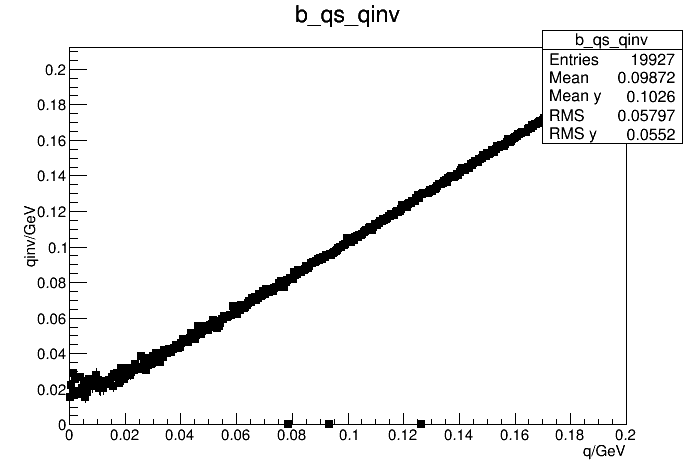 b_qs_qinv
b_qs_qinv
Entries 19927
Mean 0.09872
Mean y 0.1026
RMS 0.05797
RMS y 0.0552
qinv/GeV
0.2
0.18
0.16
0.14
0.12
0.1
0.08
0.06
0.04
0.02
0
0 0.02 0.04 0.06 0.08 0.1 0.12 0.14 0.16 0.18 0.2
q/GeV